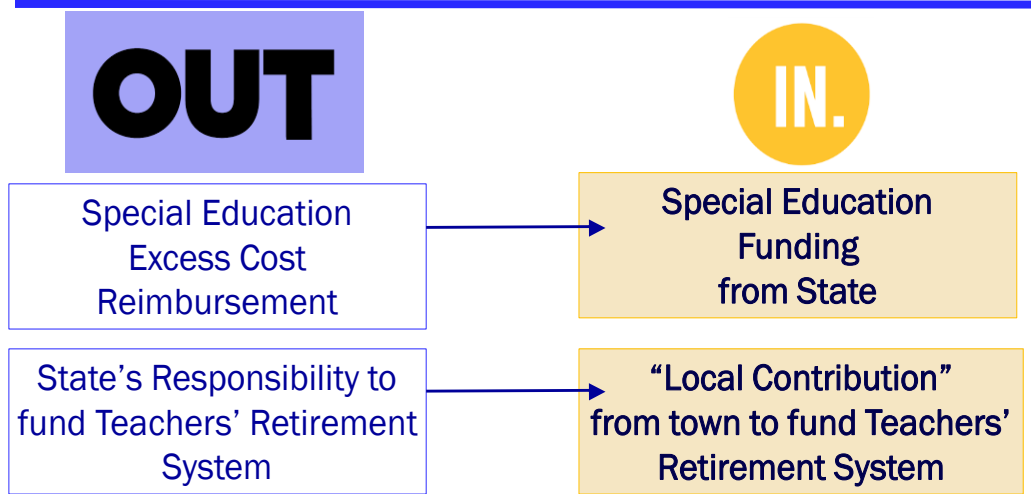 OUT
IN.
Special Education
Excess Cost
Reimbursement
Special Education
Funding
from State
State’s Responsibility to
fund Teachers’ Retirement
System
“Local Contribution”
from town to fund Teachers’
Retirement System